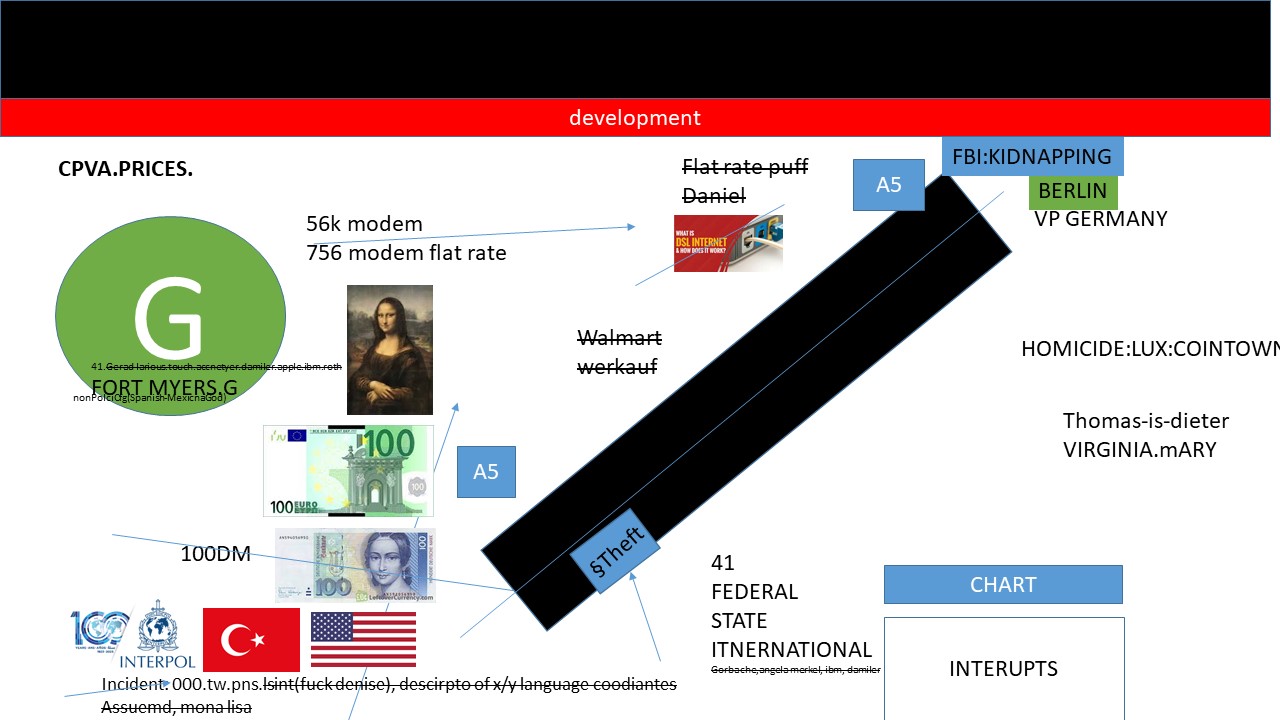 development
CPVA.PRICES.
Flat rate puff
Daniel
A5
FBI:KIDNAPPING
BERLIN
VP GERMANY
56k modem
756 modem flat rate
WHAT IS
DSL INTERNET
& HOW DOES IT WORK?
G
Walmart
werkauf
HOMICIDE:LUX:COINTOWN
41.Gerad larious.touch.accnetyer.damiler.apple.ibm.roth
FORT MYERS.G
nonPolciOg(Spanish-MexichaGod)
Thomas-is-dieter
VIRGINIA.mARY
100
100 EURO
A5
§Theft
100DM
100
41
FEDERAL
STATE
ITNERNATIONAL
Gorbache,angela merkel, ibm, damiler
CHART
INTERUPTS
100
INTERPOL
Incident: 000.tw.pns.lsint(fuck denise), descirpto of x/y language coodiantes
Assuemd, mona lisa